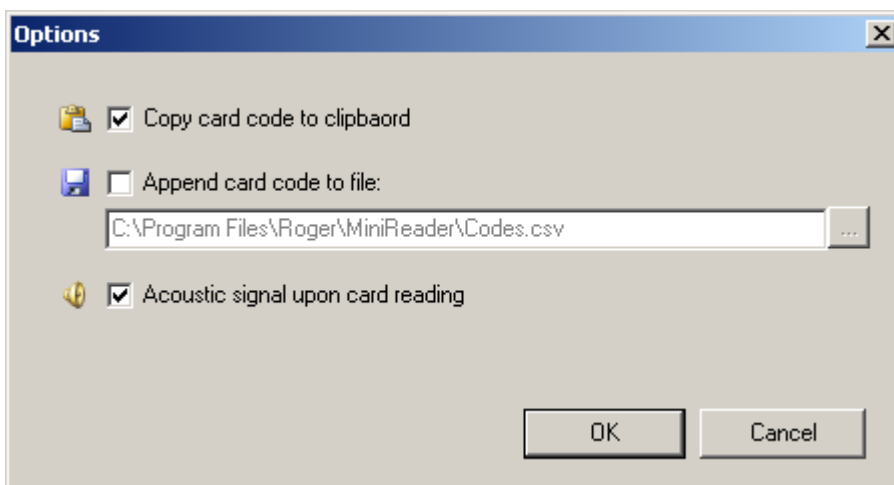 Options
Copy card code to clipbaord
Append card code to file:
C:\Program Files\Roger\MiniReader\Codes.csv
...
Acoustic signal upon card reading
OK
Cancel